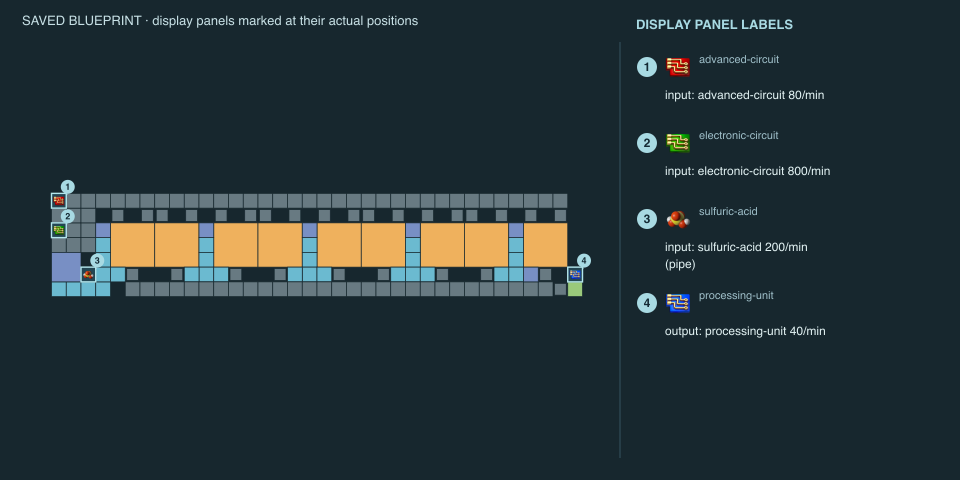 SAVED BLUEPRINT · display panels marked at their actual positions
DISPLAY PANEL LABELS
1
advanced-circuit
input: advanced-circuit 80/min
2
electronic-circuit
input: electronic-circuit 800/min
3
sulfuric-acid
input: sulfuric-acid 200/min
(pipe)
4
processing-unit
output: processing-unit 40/min
1
2
3
4